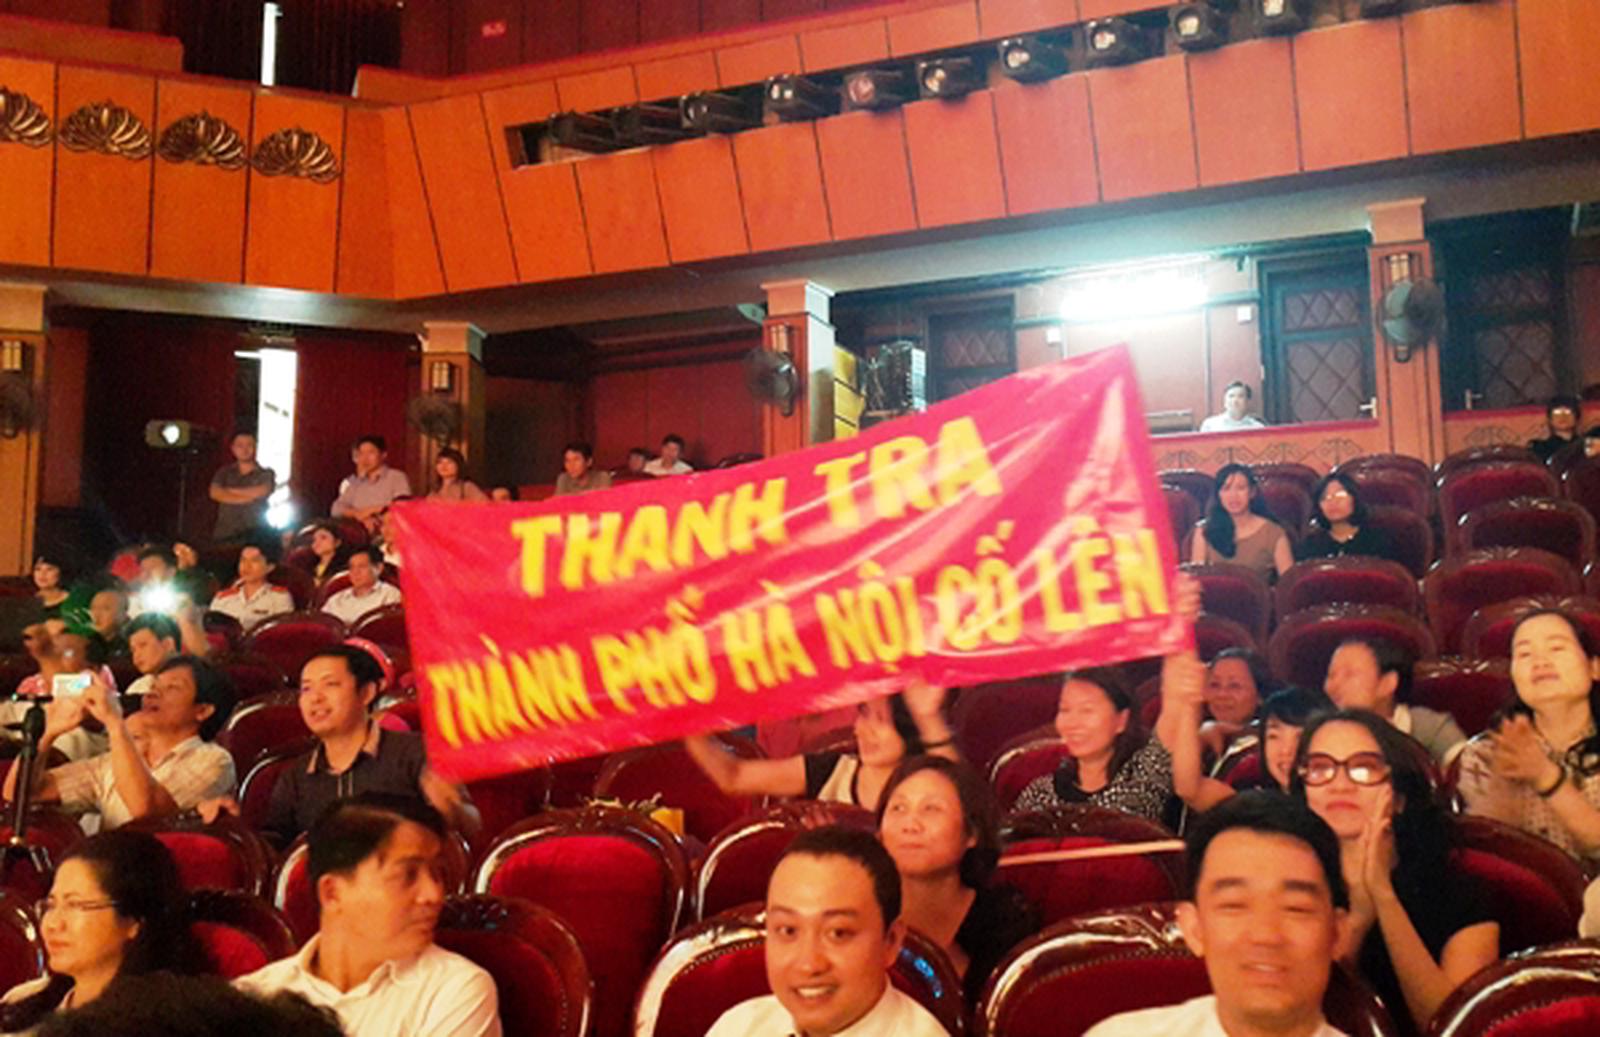 THANH TRA
THÀNH PHỐ HÀ NỘI CỐ LÊN